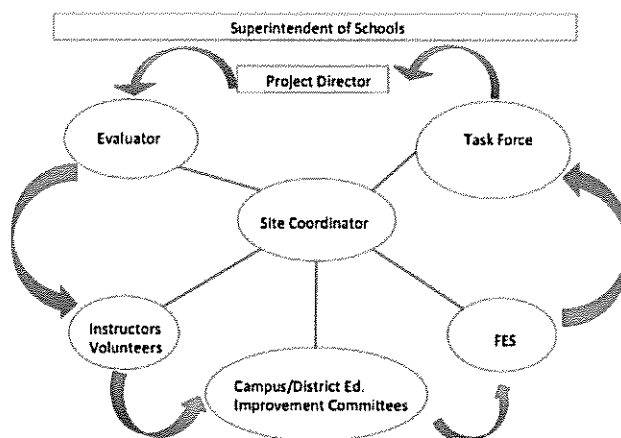 Superintendent of Schools
Project Director
Evaluator
Task Force
Site Coordinator
Instructors
Volunteers
FES
Campus/District Ed.
Improvement Committees